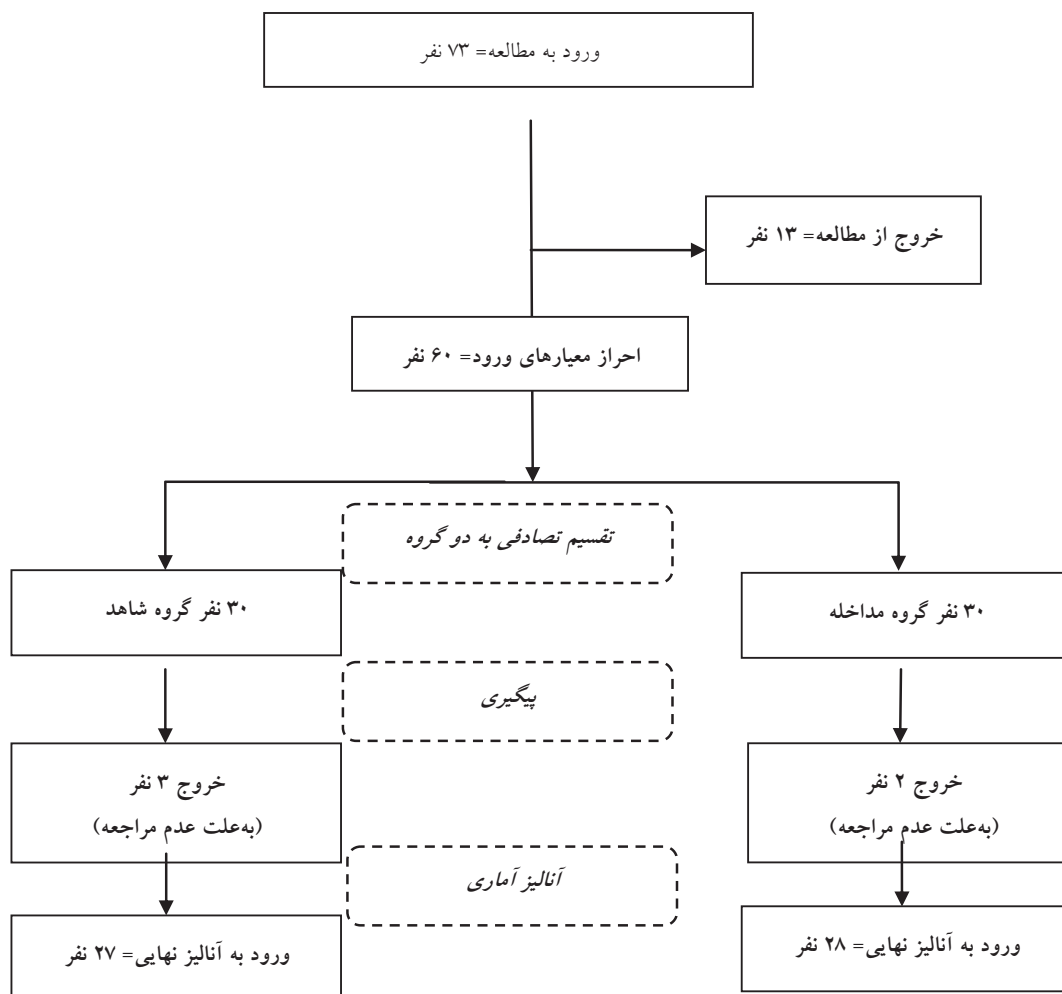 ورود به مطالعه= ۷۳ نفر
خروج از مطالعه= ۱۳ نفر
احراز معیارهای ورود= ۶۰ نفر
تقسیم تصادفی به دو گروه
۳۰ نفر گروه مداخله
۳۰ نفر گروه شاهد
پیگیری
خروج ۲ نفر
(به‌علت عدم مراجعه)
خروج ۳ نفر
(به‌علت عدم مراجعه)
آنالیز آماری
ورود به آنالیز نهایی= ۲۸ نفر
ورود به آنالیز نهایی= ۲۷ نفر